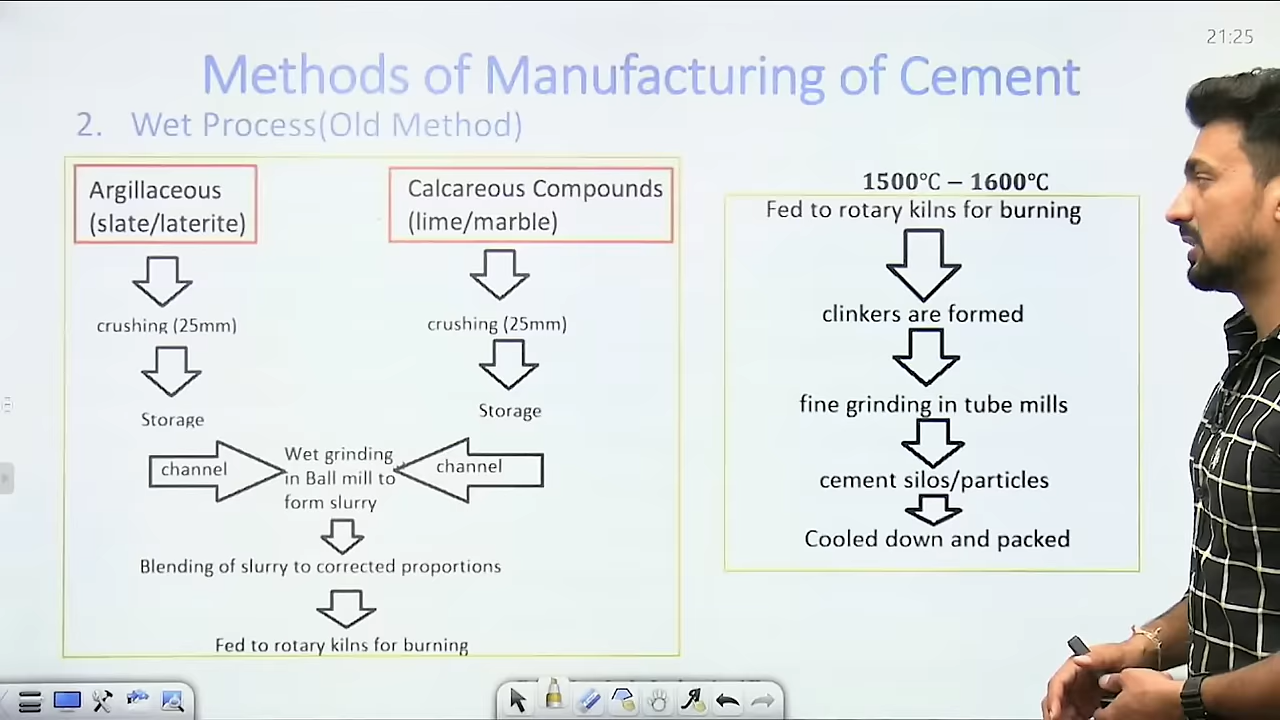 21:25
Methods of Manufacturing of Cement
2. Wet Process(Old Method)
Argillaceous
(slate/laterite)
crushing (25mm)
Storage
channel
Calcareous Compounds
(lime/marble)
crushing (25mm)
Storage
channel
Wet grinding
in Ball mill to
form slurry
Blending of slurry to corrected proportions
Fed to rotary kilns for burning
1500°C – 1600°C
Fed to rotary kilns for burning
clinkers are formed
fine grinding in tube mills
cement silos/particles
Cooled down and packed